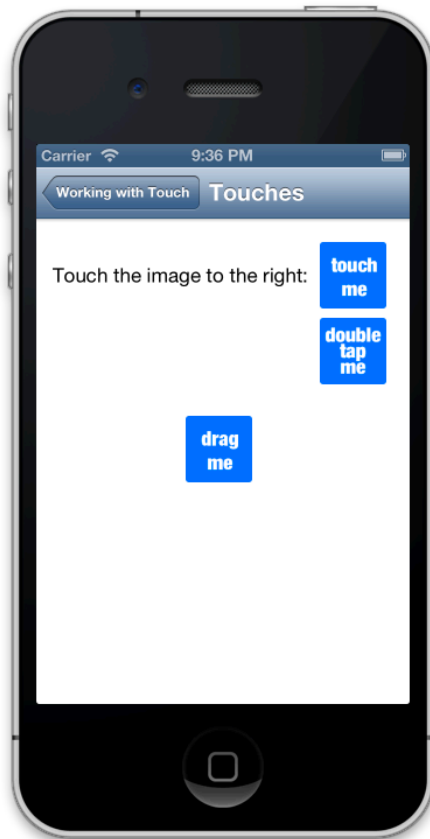 Carrier 9:36 PM
Working with Touch Touches
Touch the image to the right:
touch
me
double
tap
me
drag
me